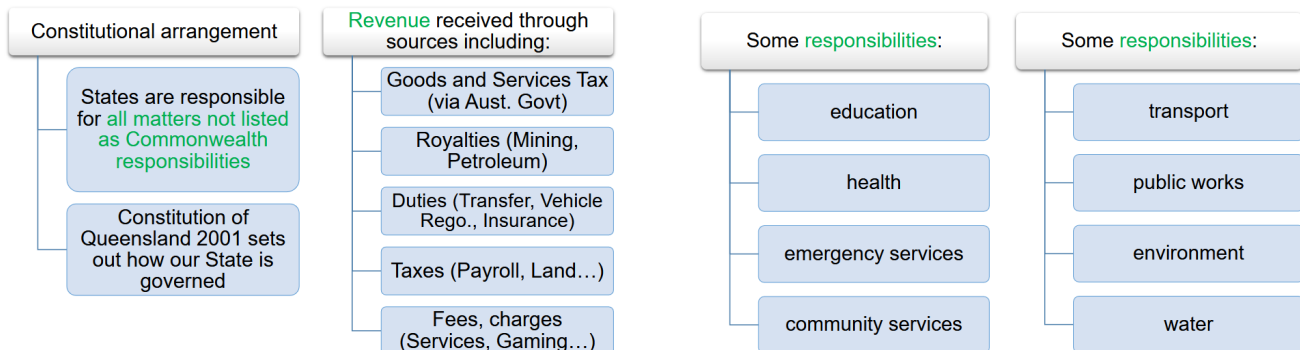 Constitutional arrangement
States are responsible
for all matters not listed
as Commonwealth
responsibilities
Constitution of
Queensland 2001 sets
out how our State is
governed
Revenue received through
sources including:
Goods and Services Tax
(via Aust. Govt)
Royalties (Mining,
Petroleum)
Duties (Transfer, Vehicle
Rego., Insurance)
Taxes (Payroll, Land…)
Fees, charges
(Services, Gaming…)
Some responsibilities:
education
health
emergency services
community services
Some responsibilities:
transport
public works
environment
water